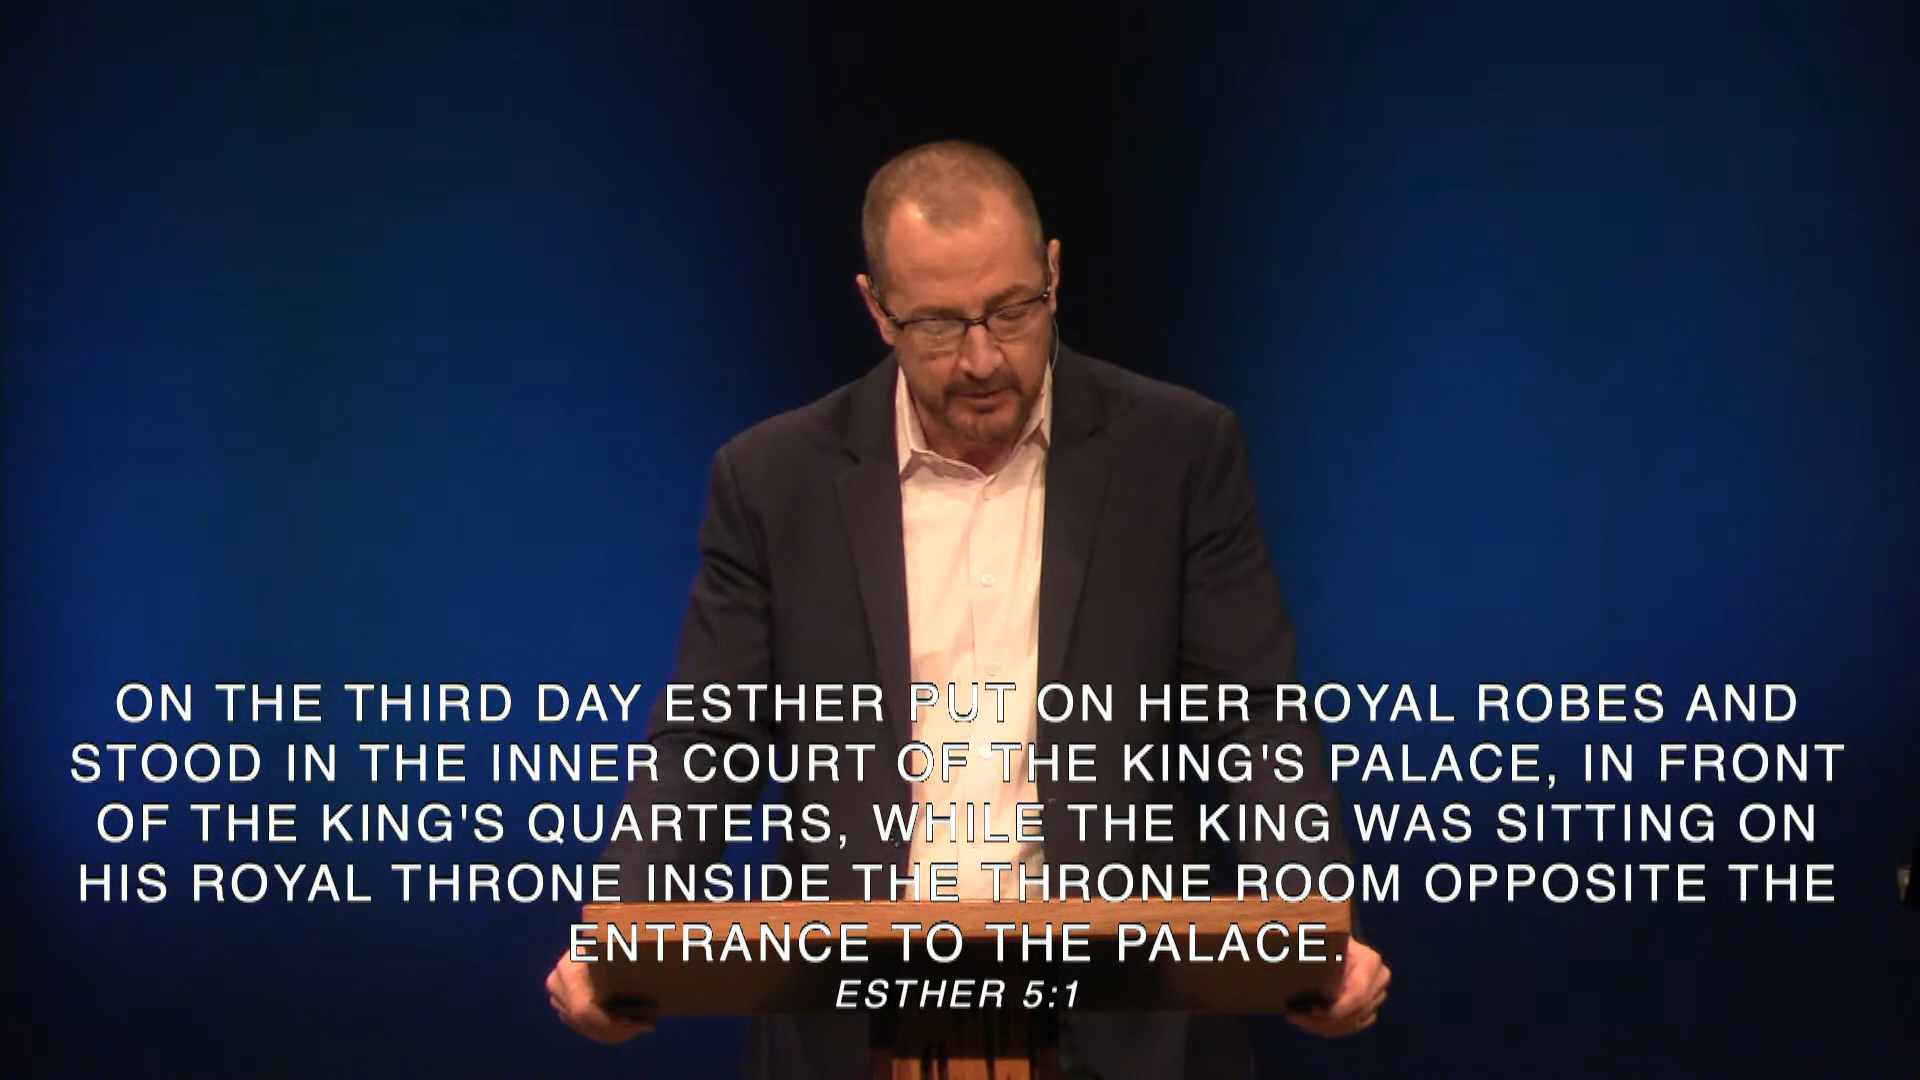 ON THE THIRD DAY ESTHER PUT ON HER ROYAL ROBES AND
STOOD IN THE INNER COURT OF THE KING'S PALACE, IN FRONT
OF THE KING'S QUARTERS, WHILE THE KING WAS SITTING ON
HIS ROYAL THRONE INSIDE THE THRONE ROOM OPPOSITE THE
ENTRANCE TO THE PALACE.
ESTHER 5:1